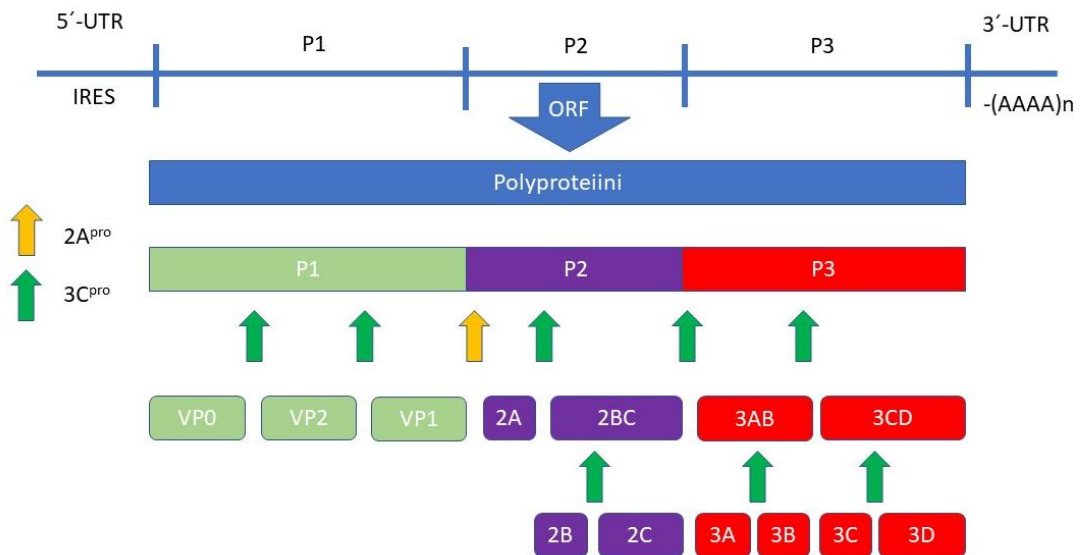 5´-UTR
P1
P2
P3
3´-UTR
IRES
ORF
-(AAAA)n
Polyproteiini
2Apro
3Cpro
P1
P2
P3
VP0
VP2
VP1
2A
2BC
3AB
3CD
2B
2C
3A
3B
3C
3D